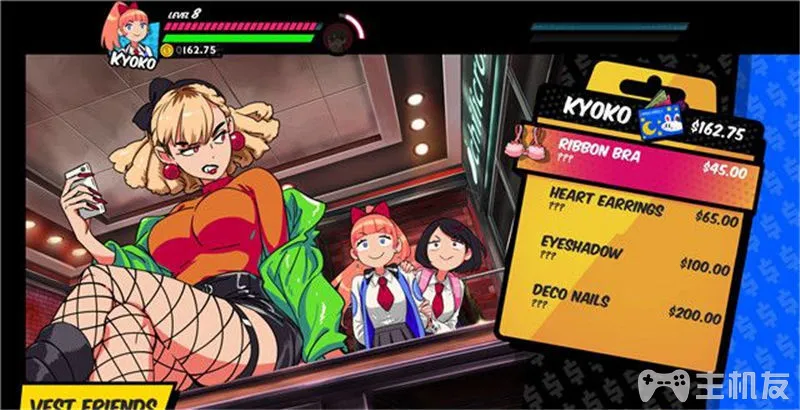 LEVEL 8
0162.75
KYOKO
KYOKO
$162.75
RIBBON BRA
$45.00
???
HEART EARRINGS
$65.00
???
EYESHADOW
$100.00
???
DECO NAILS
$200.00
???
VEST FRIENDS
主机友